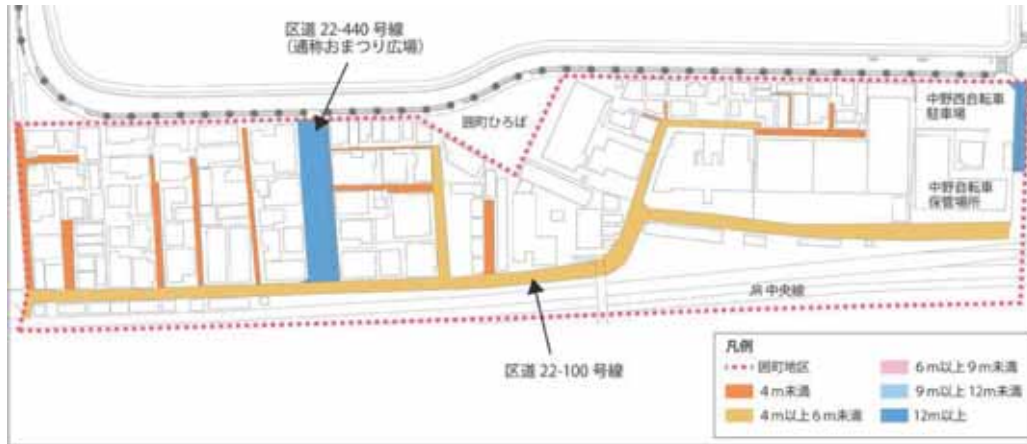 区道 22-440 号線
（通称おまつり広場）
囲町ひろば
中野西自転車
駐車場
中野自転車
保管場所
JR 中央線
区道 22-100 号線
凡例
囲町地区
4ｍ未満
4ｍ以上6ｍ未満
6ｍ以上9ｍ未満
9ｍ以上12ｍ未満
12ｍ以上